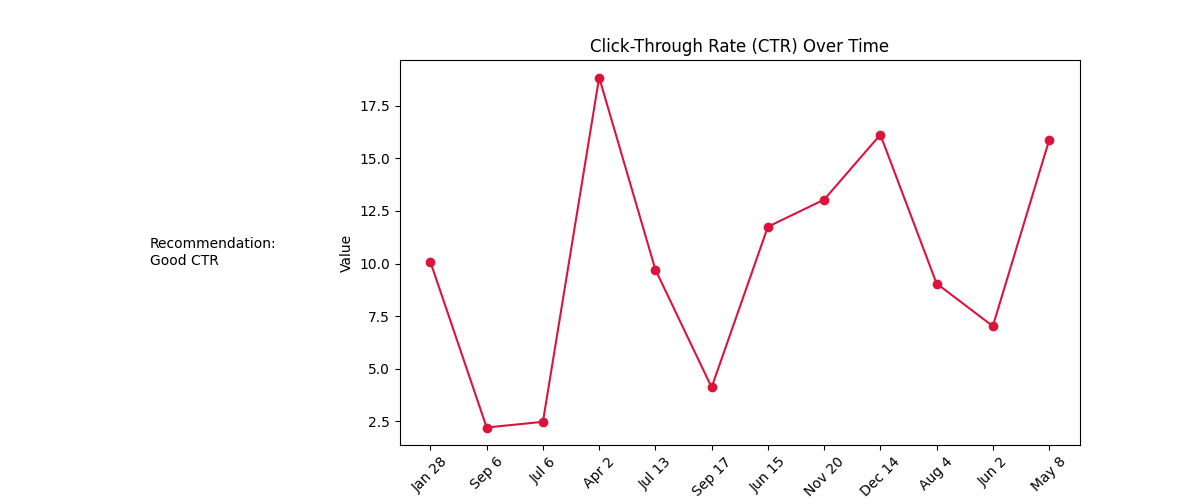 Click-Through Rate (CTR) Over Time
Recommendation:
Good CTR
Value
17.5
15.0
12.5
10.0
7.5
5.0
2.5
Jan 28
Sep 6
Jul 6
Apr 2
Jul 13
Sep 17
Jun 15
Nov 20
Dec 14
Aug 4
Jun 2
May 8